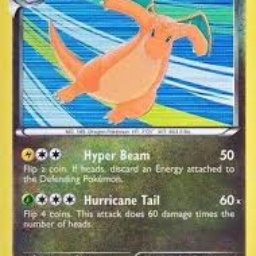 Hyper Beam 50
Flip a coin. If heads, discard an Energy attached to
the Defending Pokémon.
Hurricane Tail 60x
Flip 4 coins. This attack does 60 damage times the
number of heads.